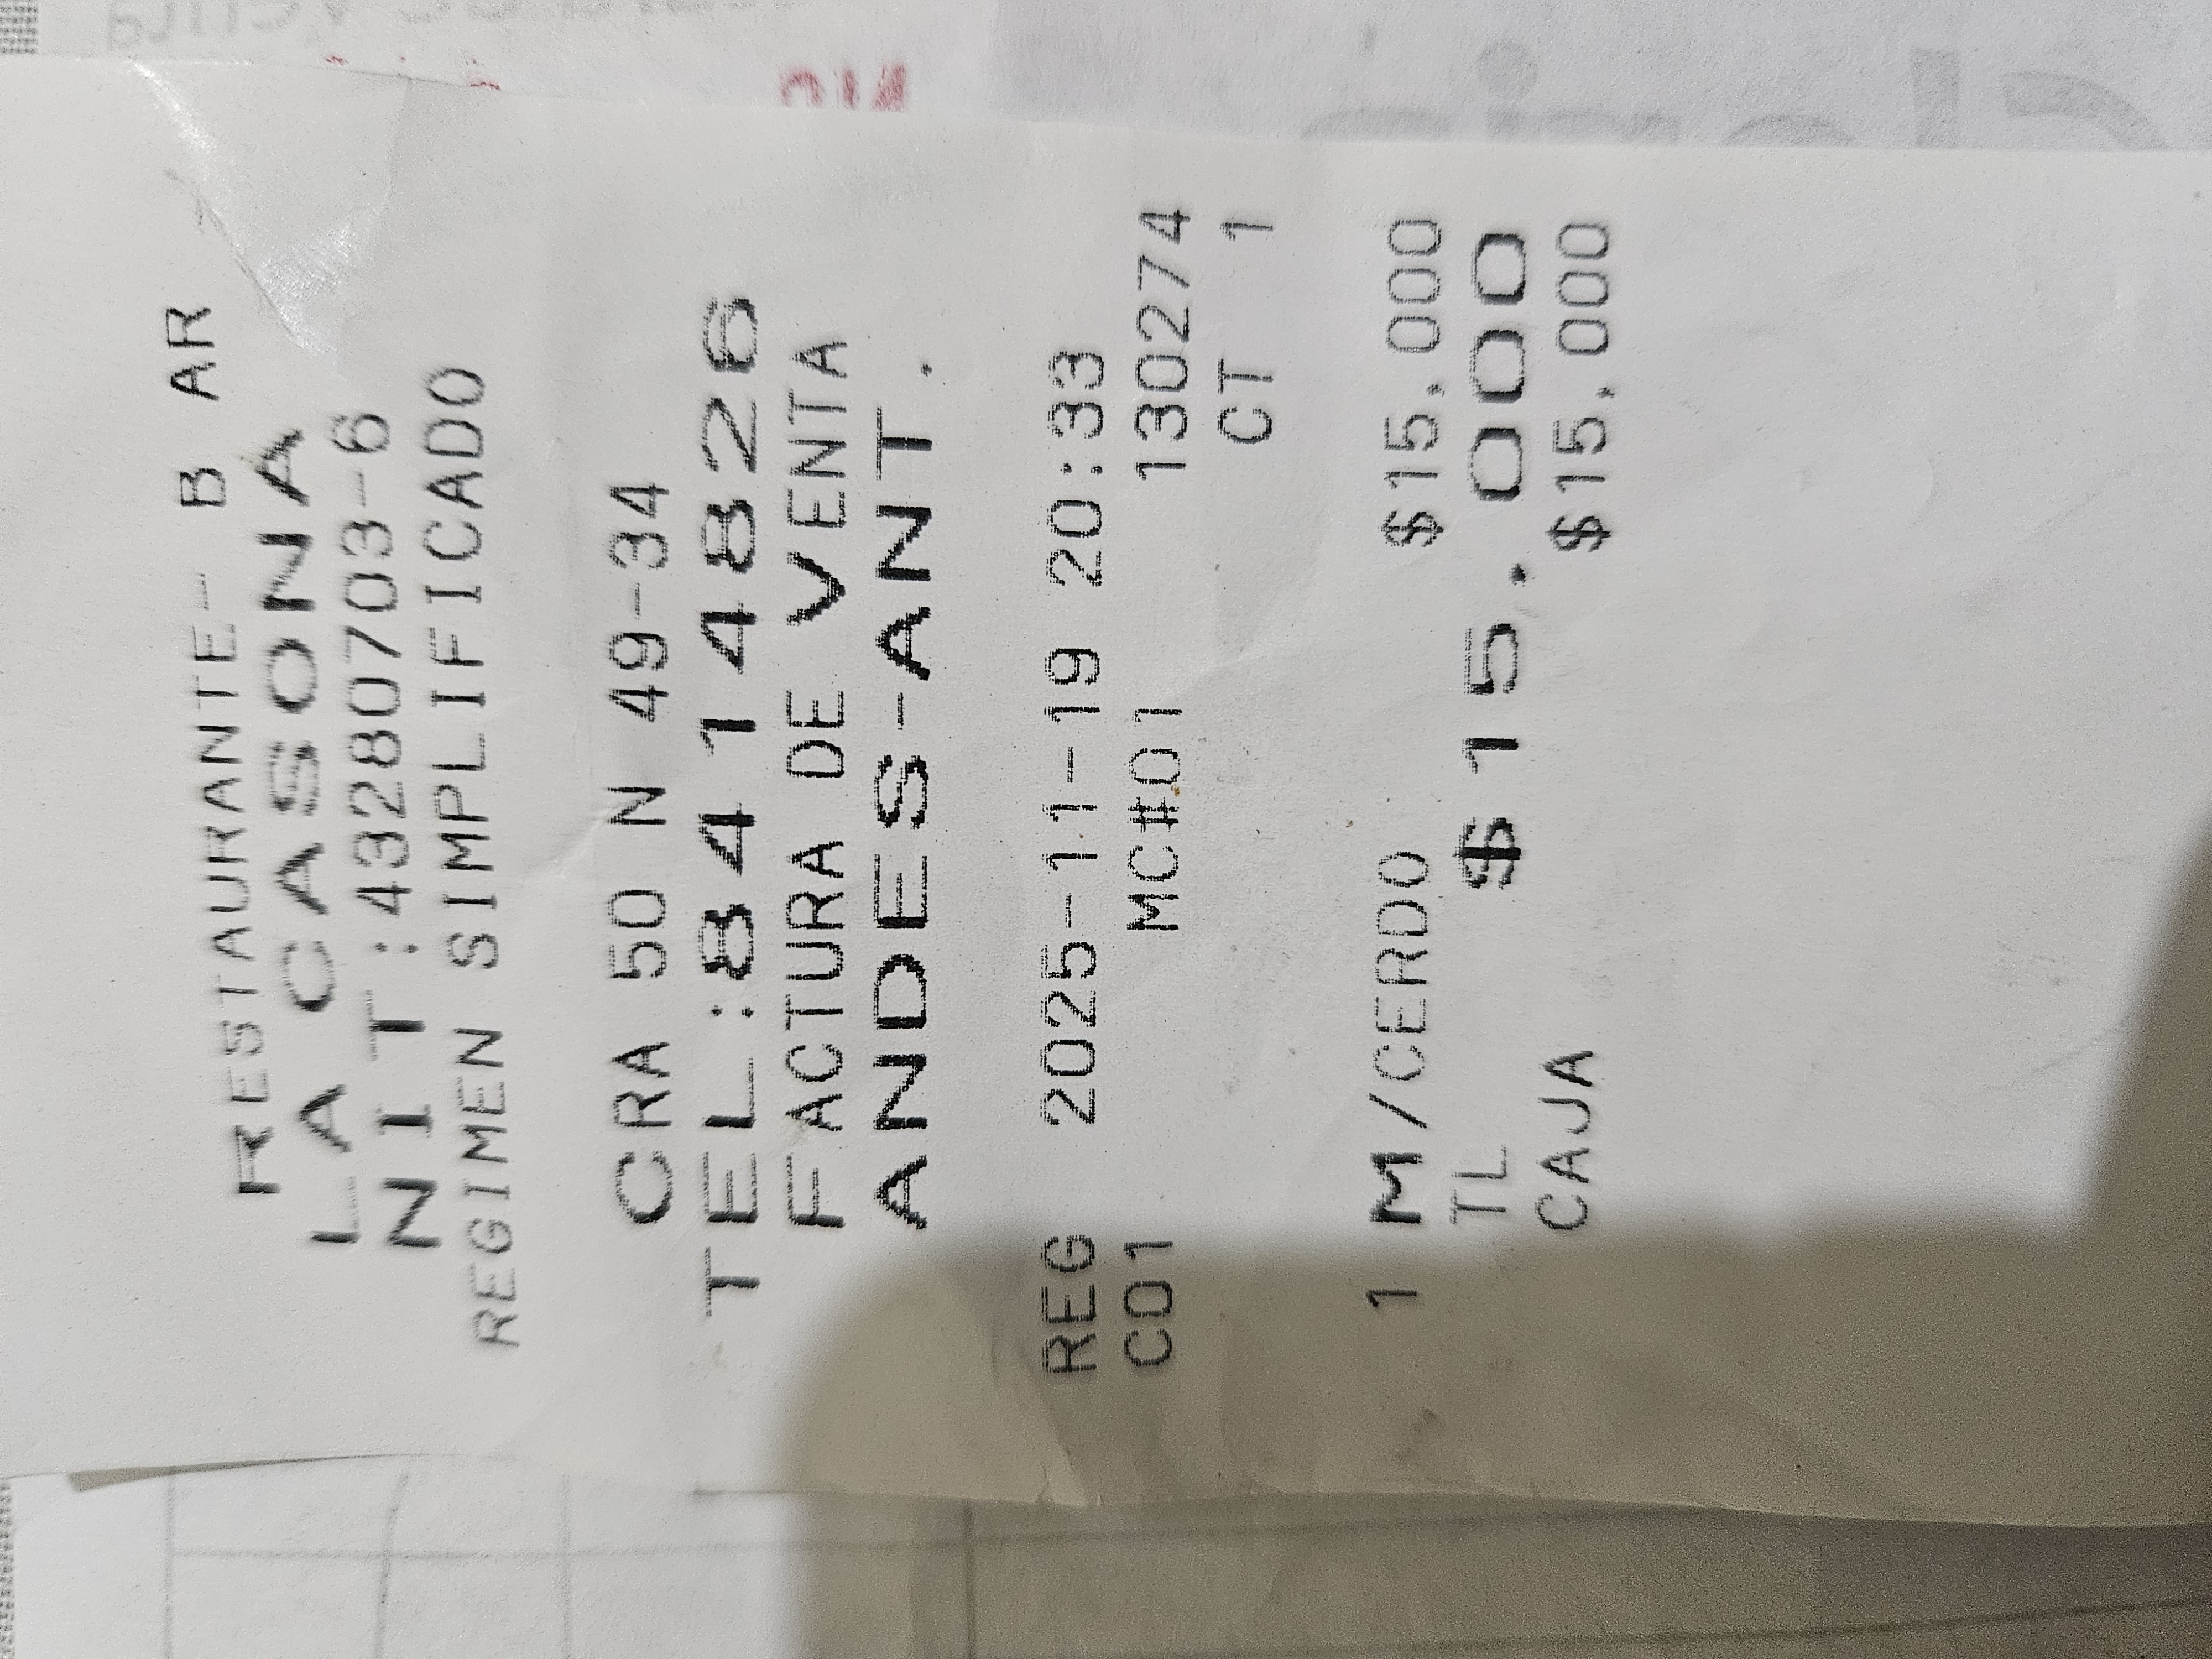 RESTAURANTE- B AR
LA CASONA
NIT:43280703-6
REGIMEN SIMPLIFICADO
CRA 50 N 49-34
TEL:8414826
FACTURA DE VENTA
ANDES-ANT.
REG 2025-11-19 20:33
C01 MC#01 130274
CT 1
1 M/CERDO $15.000
TL $15.000
CAJA $15.000